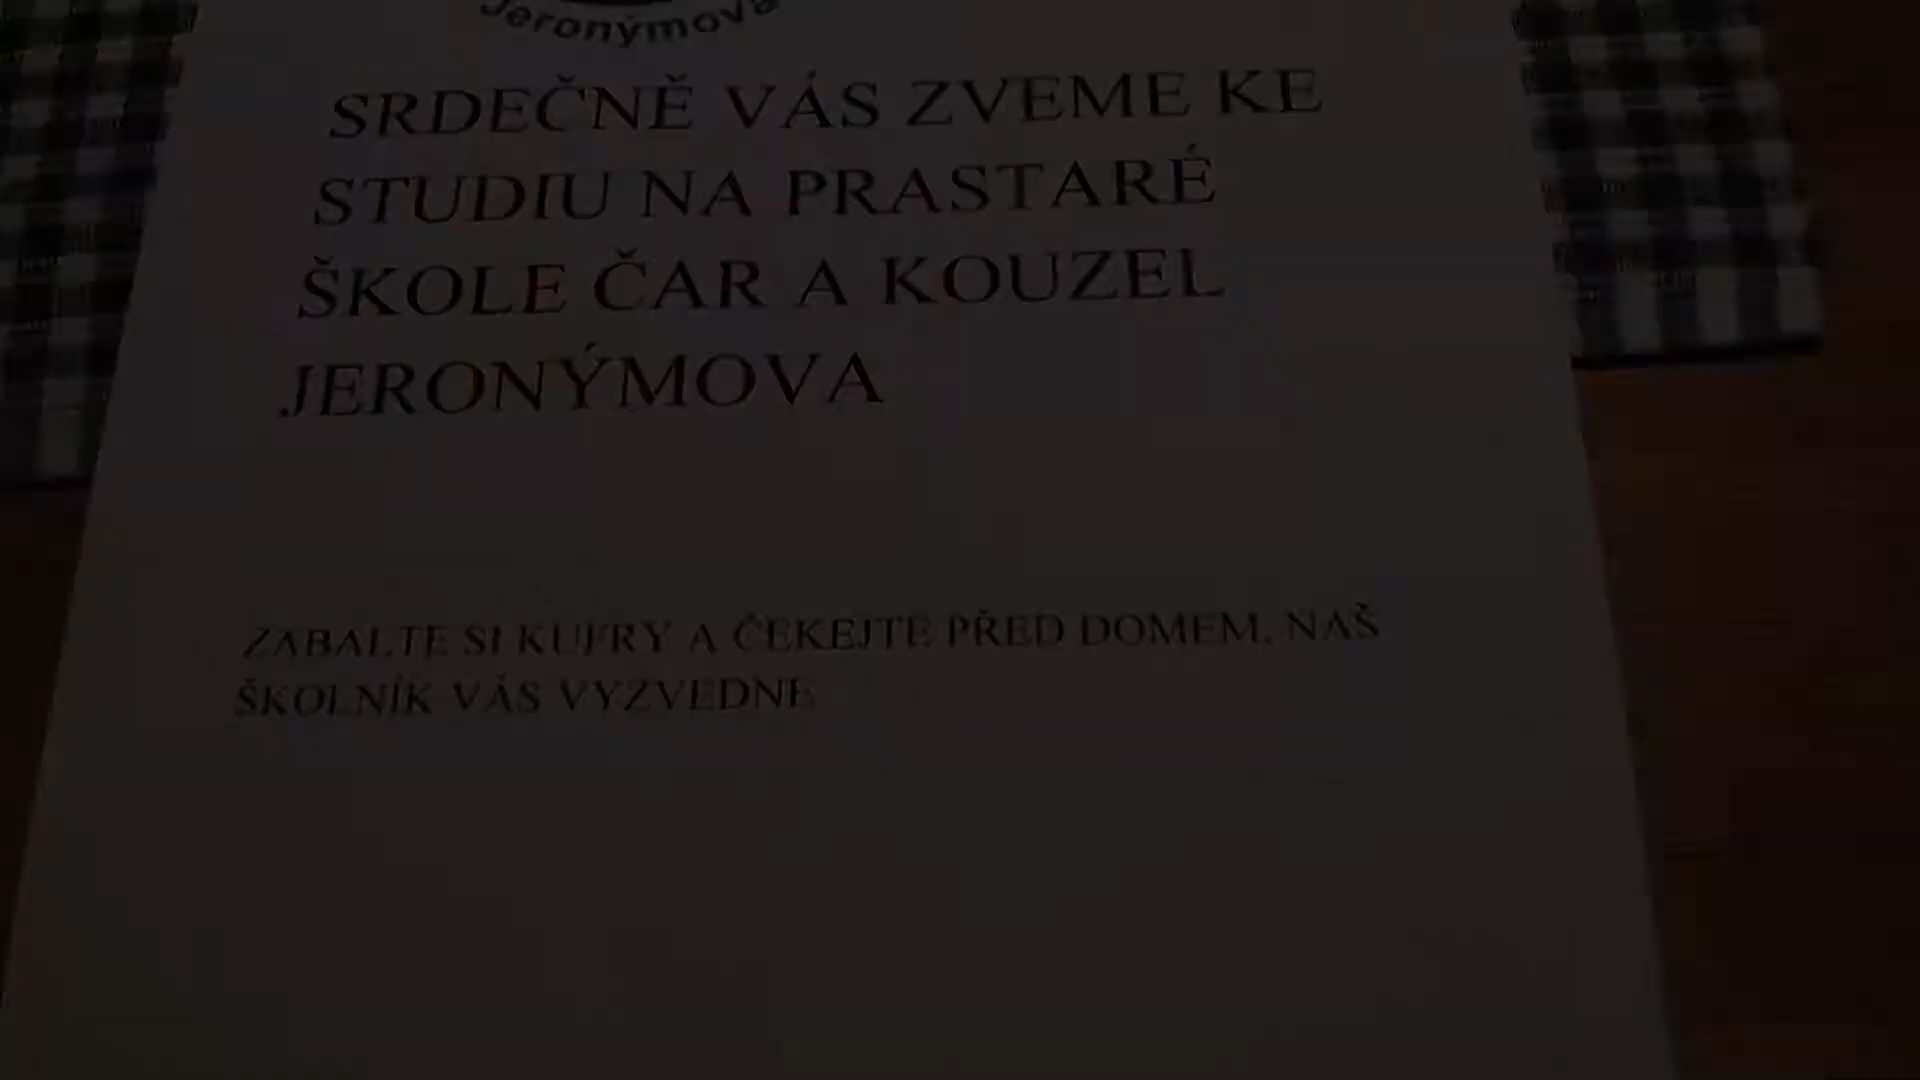 Jeronýmova
SRDEČNĚ VÁS ZVEME KE
STUDIU NA PRASTARÉ
ŠKOLE ČAR A KOUZEL
JERONÝMOVA
ZABALTE SI KUFRY A ČEKEJTE PŘED DOMEM. NAŠ
ŠKOLNÍK VÁS VYZVEDNE